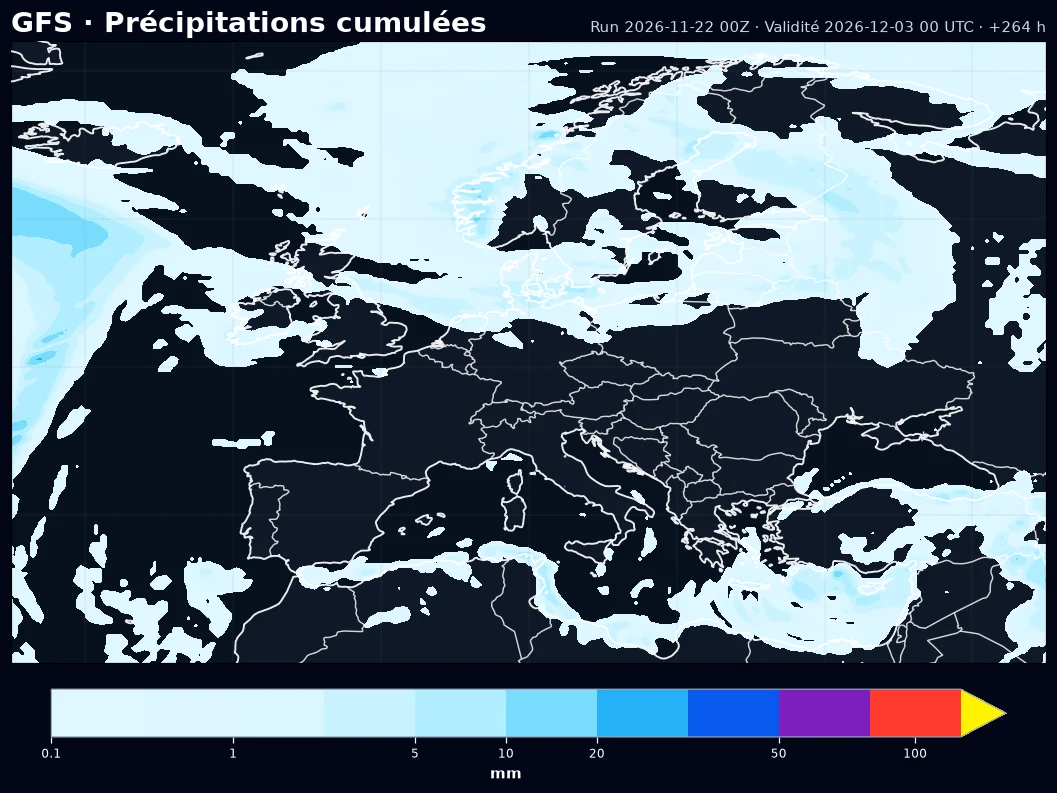 GFS · Précipitations cumulées
Run 2026-11-22 00Z · Validité 2026-12-03 00 UTC · +264 h
0.1 1 5 10 20 50 100
mm